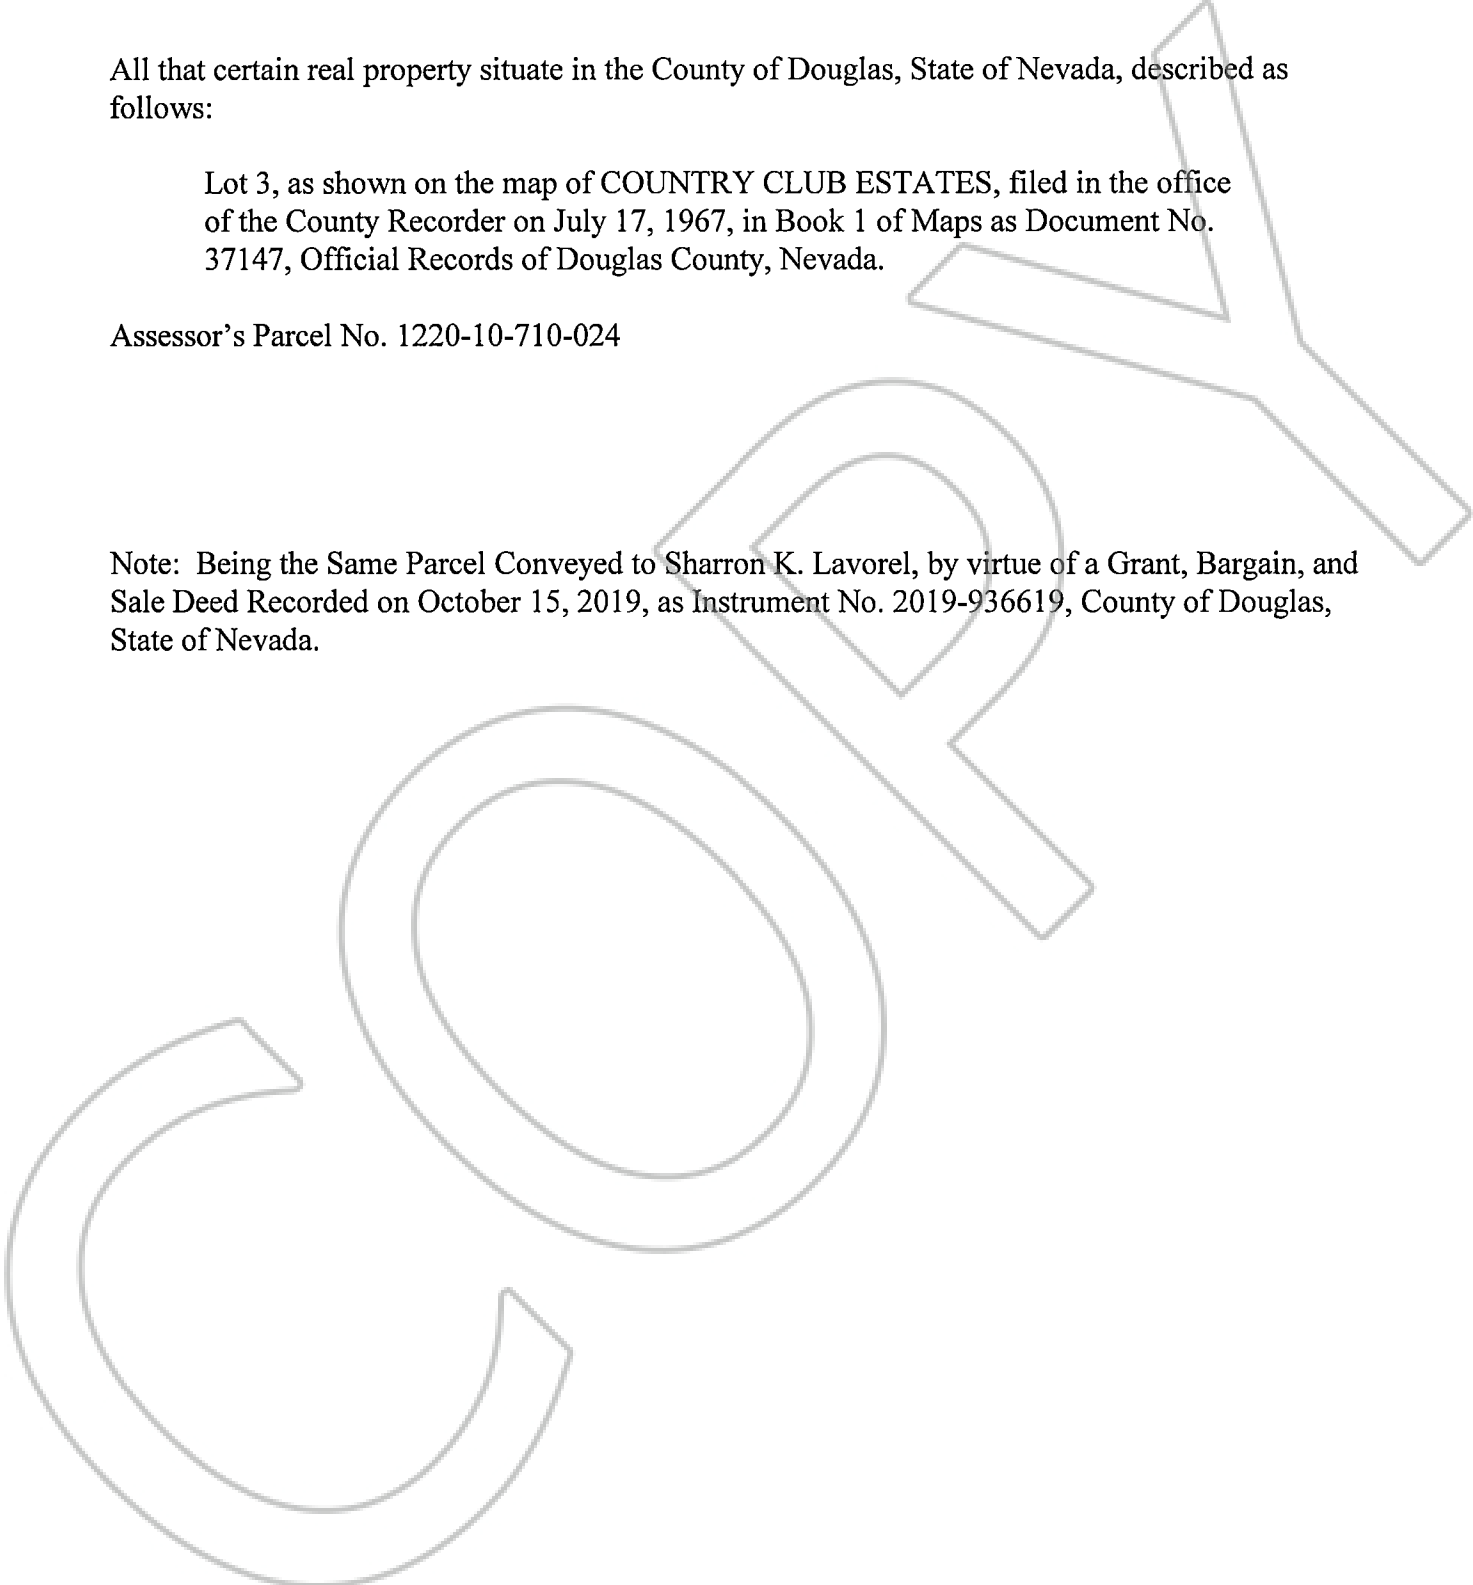 All that certain real property situate in the County of Douglas, State of Nevada, described as
follows:
Lot 3, as shown on the map of COUNTRY CLUB ESTATES, filed in the office
of the County Recorder on July 17, 1967, in Book 1 of Maps as Document No.
37147, Official Records of Douglas County, Nevada.
Assessor’s Parcel No. 1220-10-710-024
Note:  Being the Same Parcel Conveyed to Sharron K. Lavorel, by virtue of a Grant, Bargain, and
Sale Deed Recorded on October 15, 2019, as Instrument No. 2019-936619, County of Douglas,
State of Nevada.
COPY